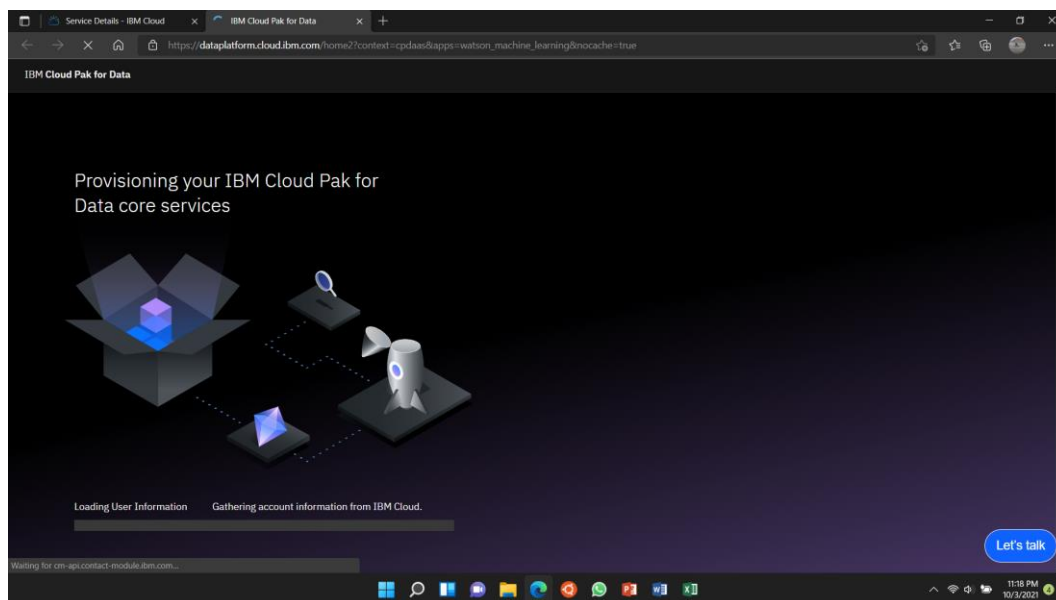 Service Details - IBM Cloud
IBM Cloud Pak for Data
https://dataplatform.cloud.ibm.com/home2?context=cpdaas&apps=watson_machine_learning&nocache=true
IBM Cloud Pak for Data
Provisioning your IBM Cloud Pak for
Data core services
Loading User Information Gathering account information from IBM Cloud.
Let's talk
Waiting for cm-api.contact-module.ibm.com...
11:18 PM
10/3/2021